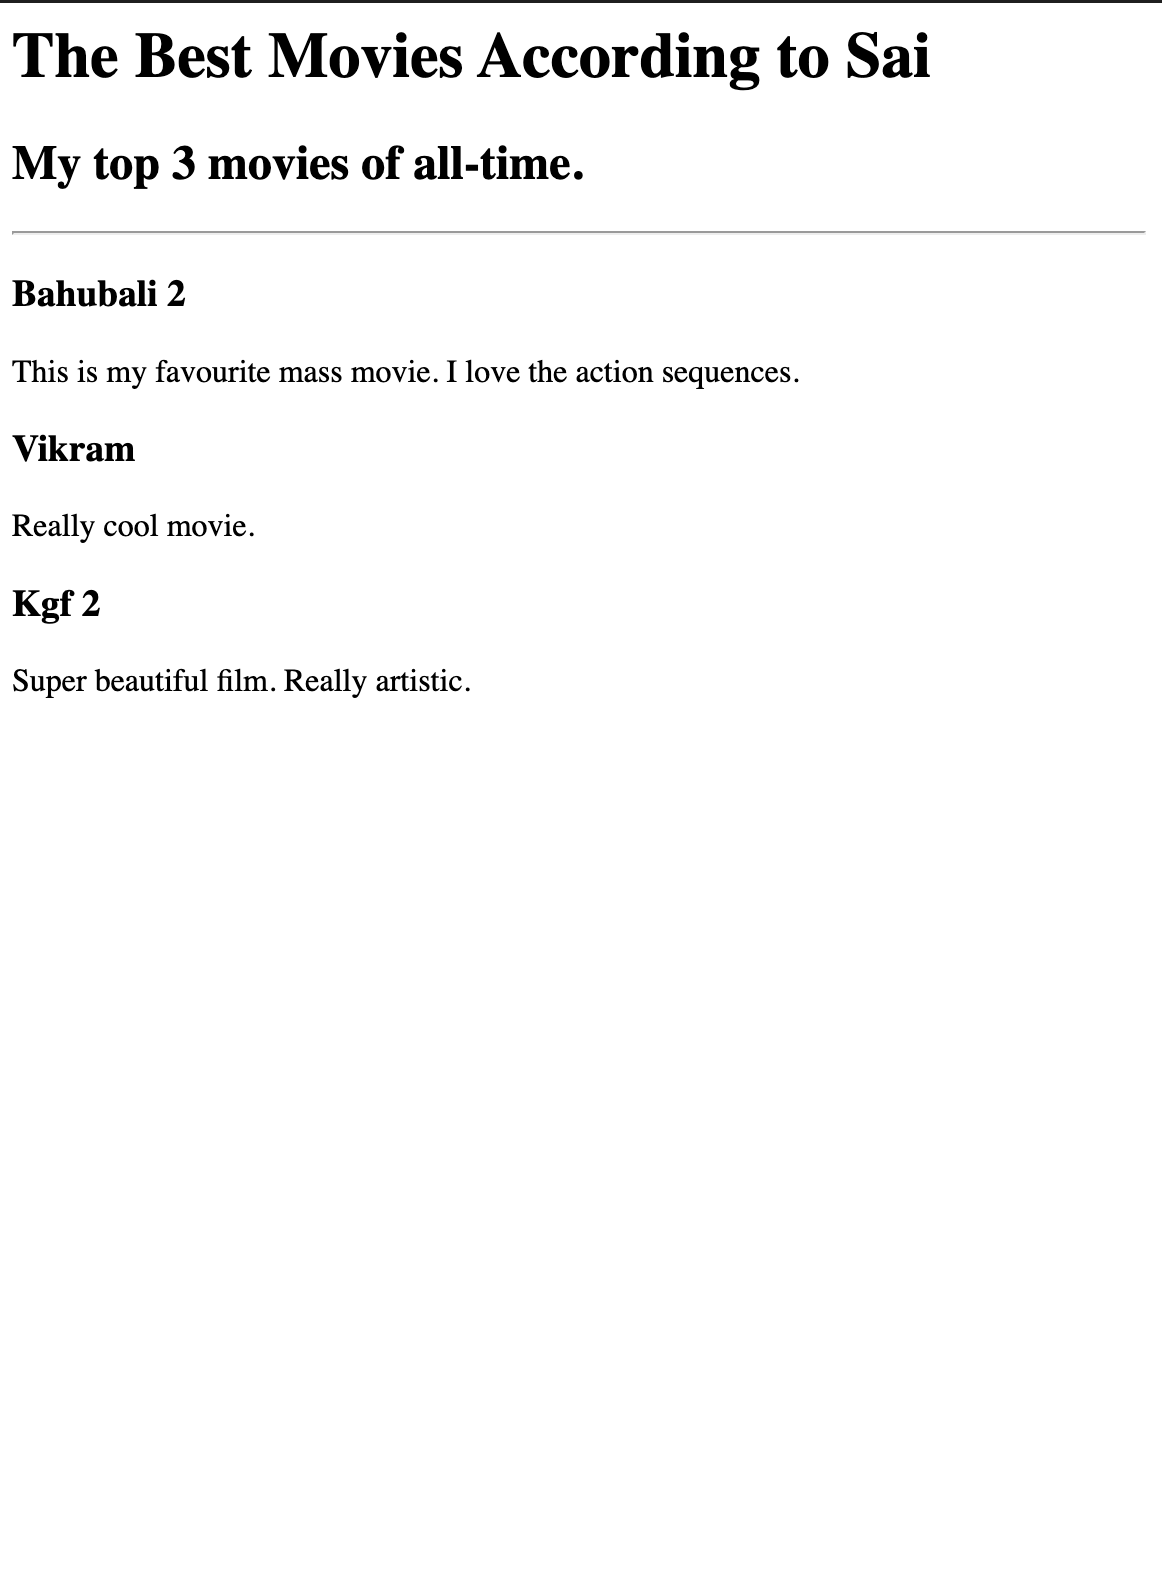 The Best Movies According to Sai
My top 3 movies of all-time.
Bahubali 2
This is my favourite mass movie. I love the action sequences.
Vikram
Really cool movie.
Kgf 2
Super beautiful film. Really artistic.